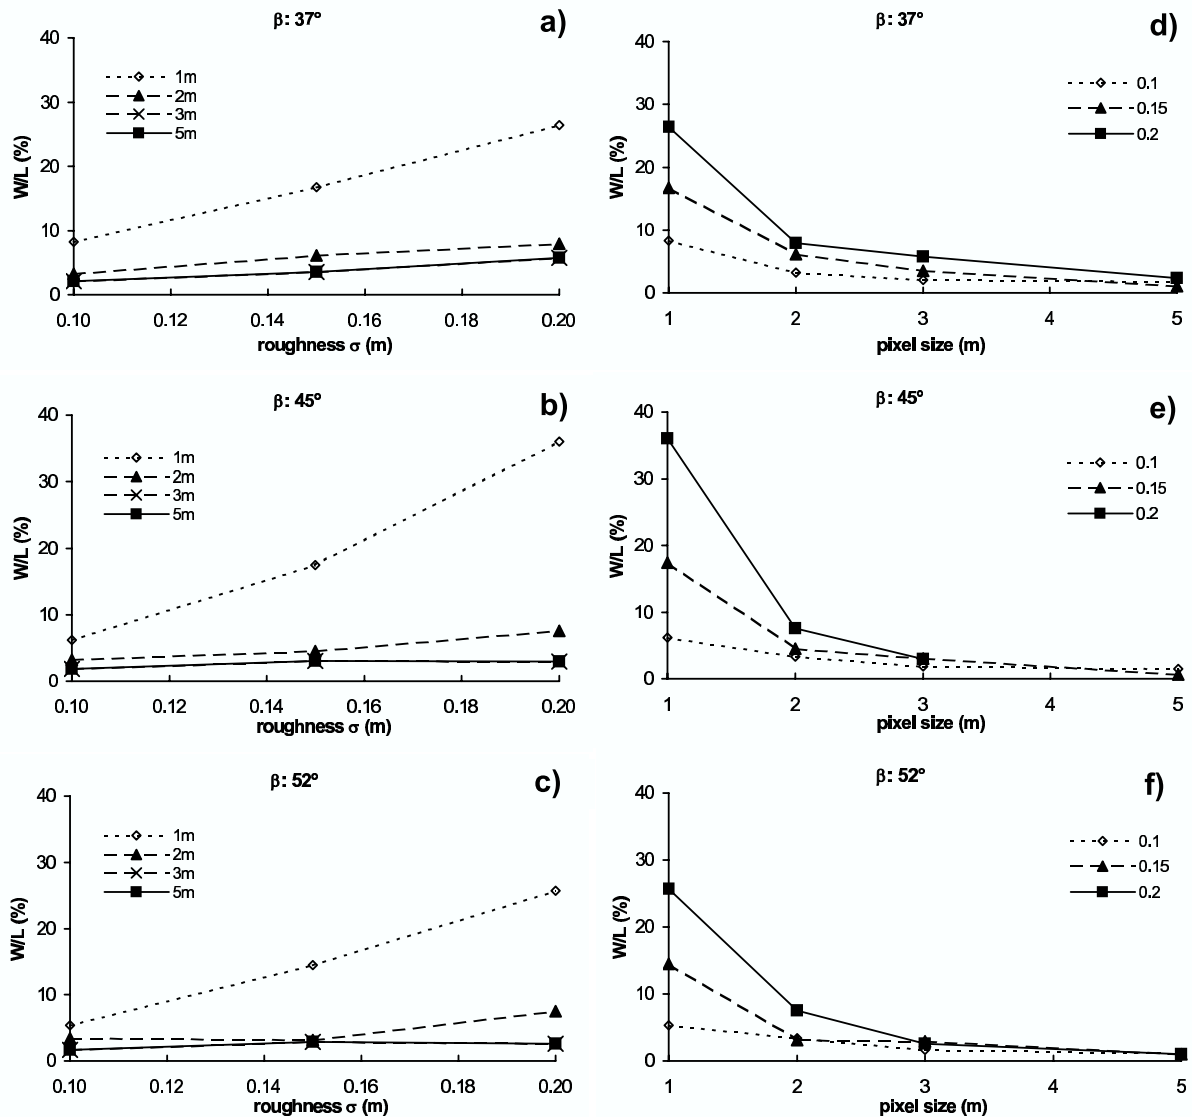 β: 37°
a)
40
30
20
10
0
W/L (%)
1m
2m
3m
5m
0.10 0.12 0.14 0.16 0.18 0.20
roughness σ (m)
β: 37°
d)
40
30
20
10
0
W/L (%)
0.1
0.15
0.2
1 2 3 4 5
pixel size (m)
β: 45°
b)
40
30
20
10
0
W/L (%)
1m
2m
3m
5m
0.10 0.12 0.14 0.16 0.18 0.20
roughness σ (m)
β: 45°
e)
40
30
20
10
0
W/L (%)
0.1
0.15
0.2
1 2 3 4 5
pixel size (m)
β: 52°
c)
40
30
20
10
0
W/L (%)
1m
2m
3m
5m
0.10 0.12 0.14 0.16 0.18 0.20
roughness σ (m)
β: 52°
f)
40
30
20
10
0
W/L (%)
0.1
0.15
0.2
1 2 3 4 5
pixel size (m)